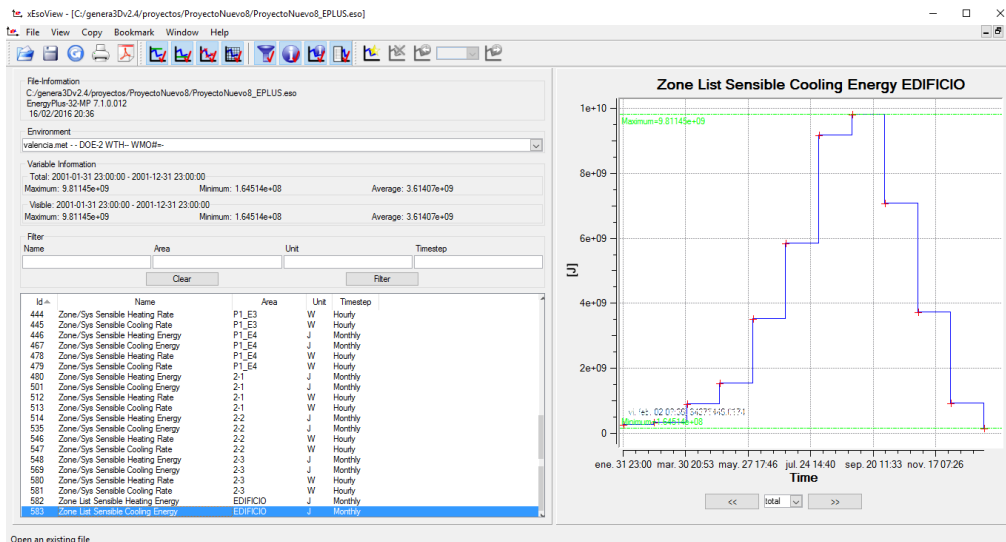 xEsoView - [C:/genera3Dv2.4/proyectos/ProyectoNuevo8/ProyectoNuevo8_EPLUS.eso]
File View Copy Bookmark Window Help
File-Information
C:/genera3Dv2.4/proyectos/ProyectoNuevo8/ProyectoNuevo8_EPLUS.eso
EnergyPlus-32-MP 7.1.0.012
16/02/2016 20:36
Environment
valencia.met - - DOE-2 WTH-- WMO#=-
Variable Information
Total: 2001-01-31 23:00:00 - 2001-12-31 23:00:00
Maximum: 9.81145e+09 Minimum: 1.64514e+08 Average: 3.61407e+09
Visible: 2001-01-31 23:00:00 - 2001-12-31 23:00:00
Maximum: 9.81145e+09 Minimum: 1.64514e+08 Average: 3.61407e+09
Filter
Name Area Unit Timestep
Clear Filter
Id Name Area Unit Timestep
444 Zone/Sys Sensible Heating Rate P1_E3 W Hourly
445 Zone/Sys Sensible Cooling Rate P1_E3 W Hourly
446 Zone/Sys Sensible Heating Energy P1_E4 J Monthly
467 Zone/Sys Sensible Cooling Energy P1_E4 J Monthly
478 Zone/Sys Sensible Heating Rate P1_E4 W Hourly
479 Zone/Sys Sensible Cooling Rate P1_E4 W Hourly
480 Zone/Sys Sensible Heating Energy 2-1 J Monthly
501 Zone/Sys Sensible Cooling Energy 2-1 J Monthly
512 Zone/Sys Sensible Heating Rate 2-1 W Hourly
513 Zone/Sys Sensible Cooling Rate 2-1 W Hourly
514 Zone/Sys Sensible Heating Energy 2-2 J Monthly
535 Zone/Sys Sensible Cooling Energy 2-2 J Monthly
546 Zone/Sys Sensible Heating Rate 2-2 W Hourly
547 Zone/Sys Sensible Cooling Rate 2-2 W Hourly
548 Zone/Sys Sensible Heating Energy 2-3 J Monthly
569 Zone/Sys Sensible Cooling Energy 2-3 J Monthly
580 Zone/Sys Sensible Heating Rate 2-3 W Hourly
581 Zone/Sys Sensible Cooling Rate 2-3 W Hourly
582 Zone List Sensible Heating Energy EDIFICIO J Monthly
583 Zone List Sensible Cooling Energy EDIFICIO J Monthly
Open an existing file
Zone List Sensible Cooling Energy EDIFICIO
1e+10
Maximum=9.81145e+09
8e+09
6e+09
[J]
4e+09
2e+09
Minimum=1.64514e+08
0
ene. 31 23:00 mar. 30 20:53 may. 27 17:46 jul. 24 14:40 sep. 20 11:33 nov. 17 07:26
Time
<< total >>